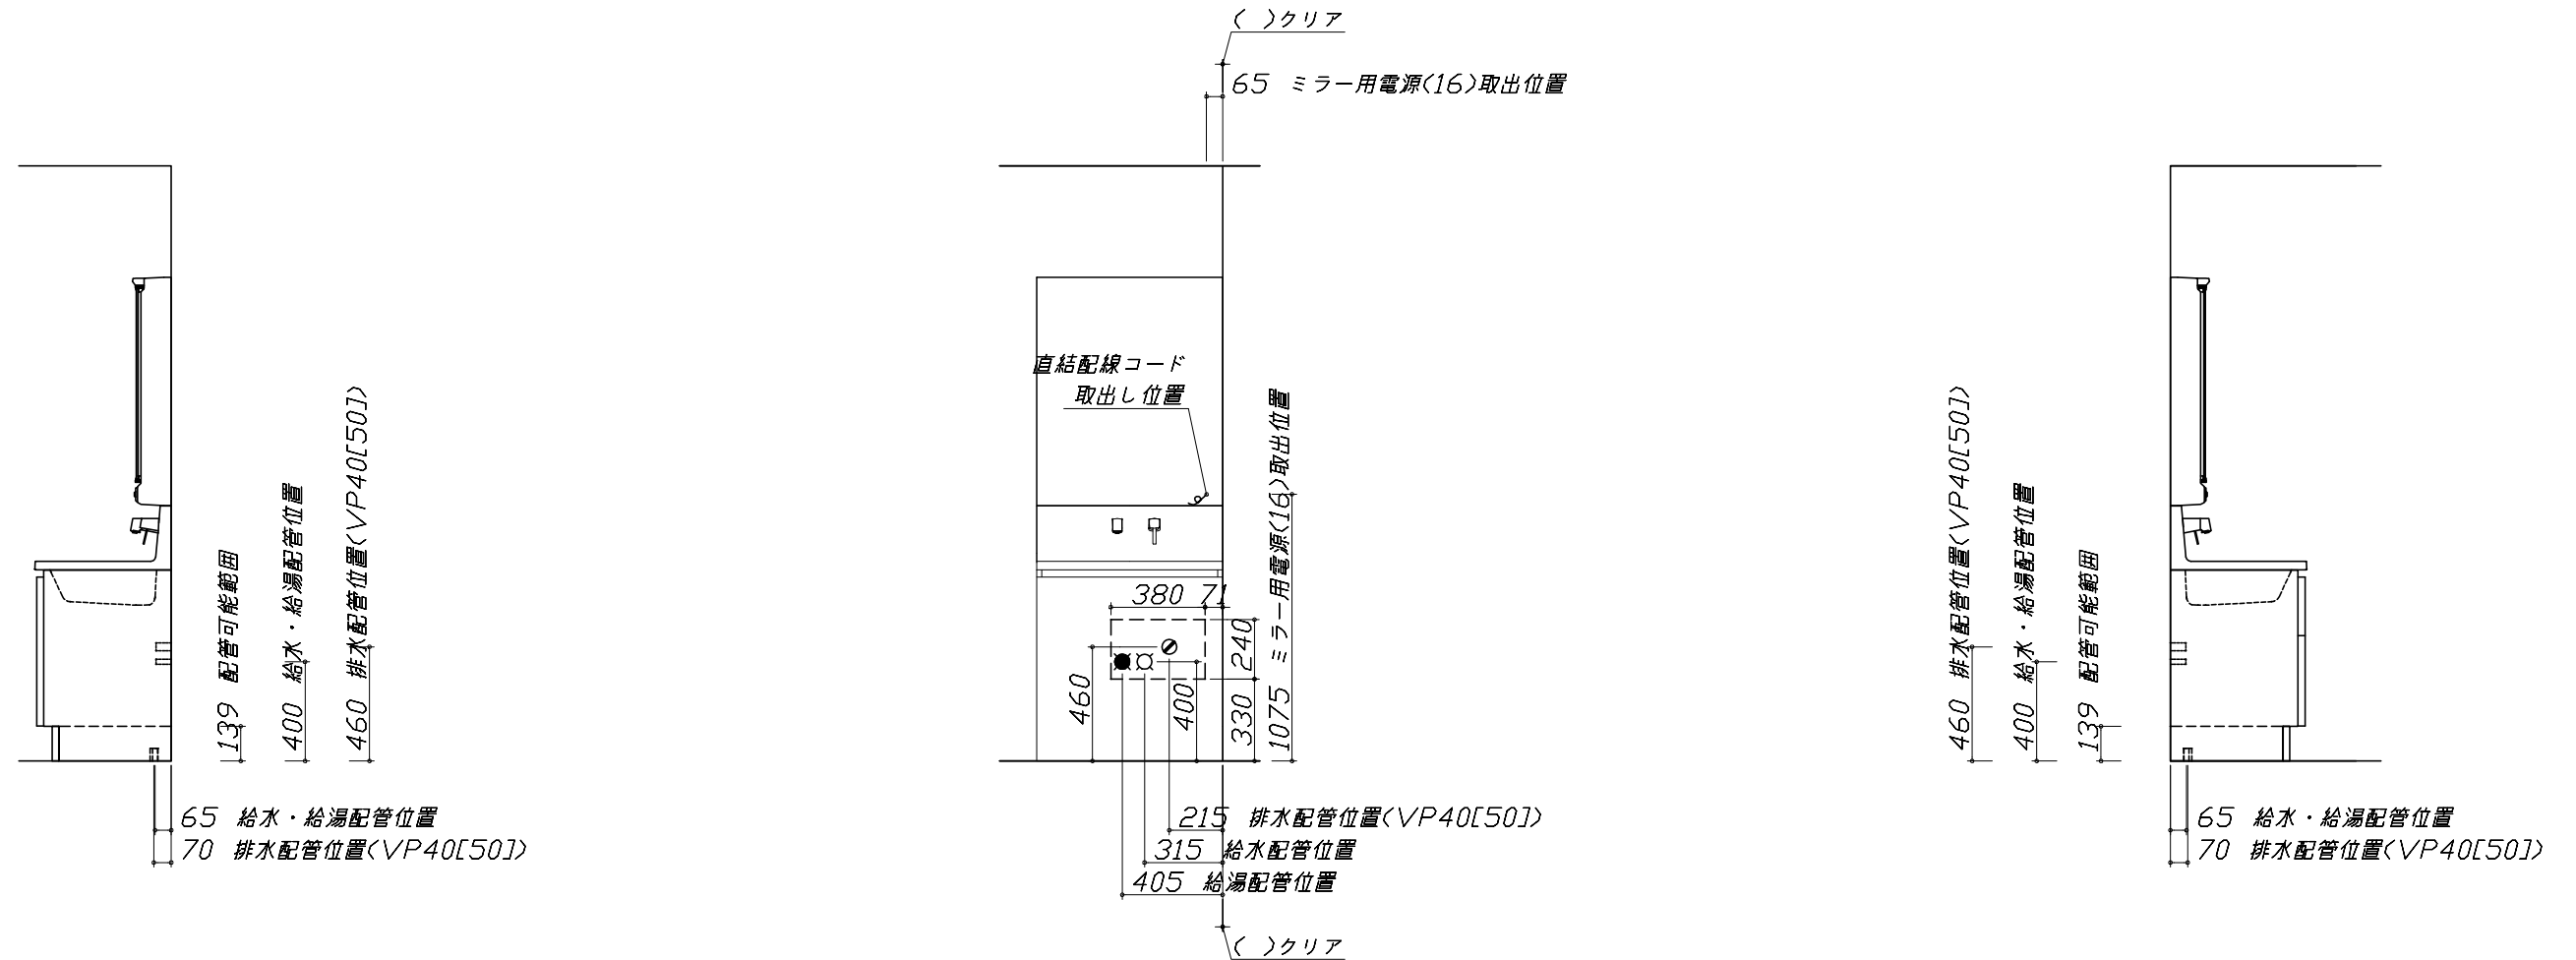 ( )クリア
65 ミラー用電源(16)取出位置
直結配線コード
取出し位置
1075 ミラー用電源(16)取出位置
380 71
240
330
460
400
215 排水配管位置(VP40[50])
315 給水配管位置
405 給湯配管位置
( )クリア
139 配管可能範囲
400 給水・給湯配管位置
460 排水配管位置(VP40[50])
65 給水・給湯配管位置
70 排水配管位置(VP40[50])
460 排水配管位置(VP40[50])
400 給水・給湯配管位置
139 配管可能範囲
65 給水・給湯配管位置
70 排水配管位置(VP40[50])